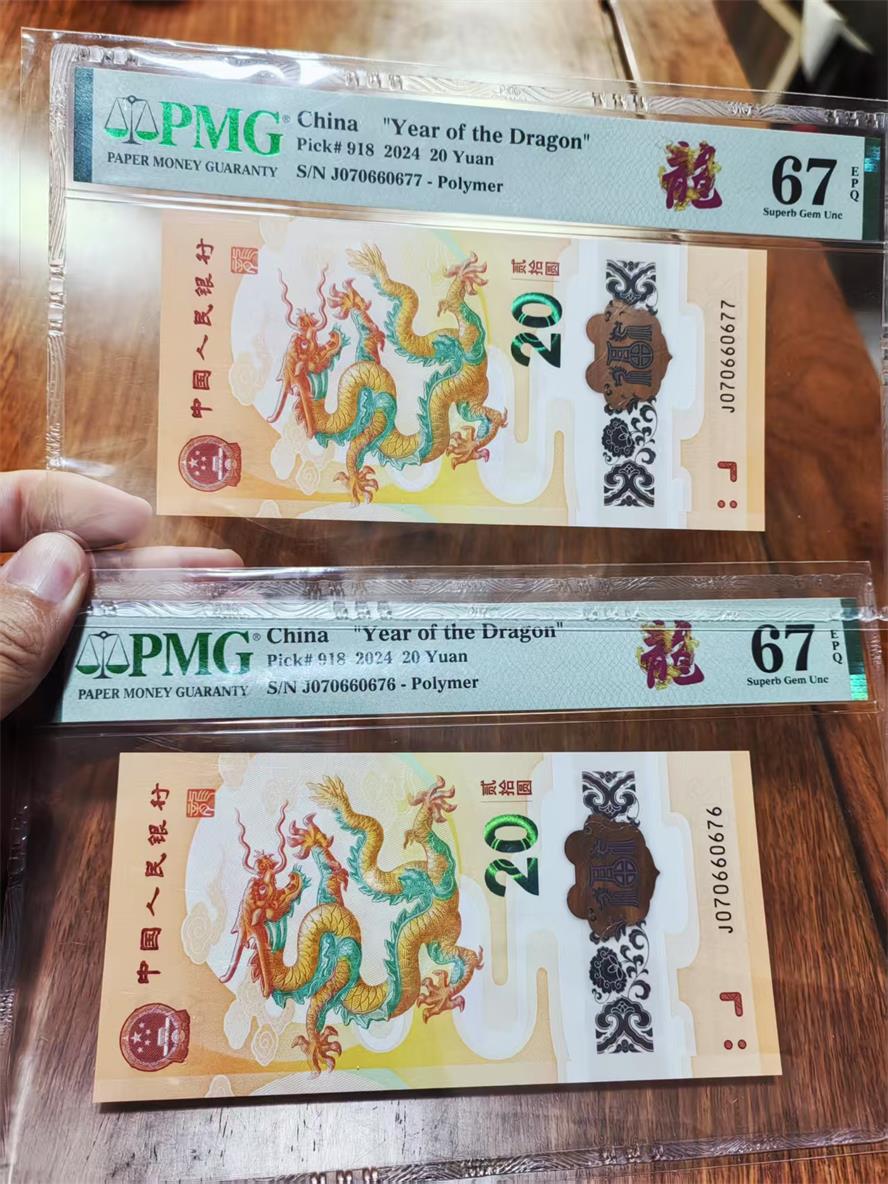 PMG® China "Year of the Dragon"
Pick# 918 2024 20 Yuan
PAPER MONEY GUARANTY S/N J070660677 - Polymer
龍
67 EPQ
Superb Gem Unc
中国人民银行
贰拾圆
20
J070660677
PMG® China "Year of the Dragon"
Pick# 918 2024 20 Yuan
PAPER MONEY GUARANTY S/N J070660676 - Polymer
龍
67 EPQ
Superb Gem Unc
中国人民银行
贰拾圆
20
J070660676